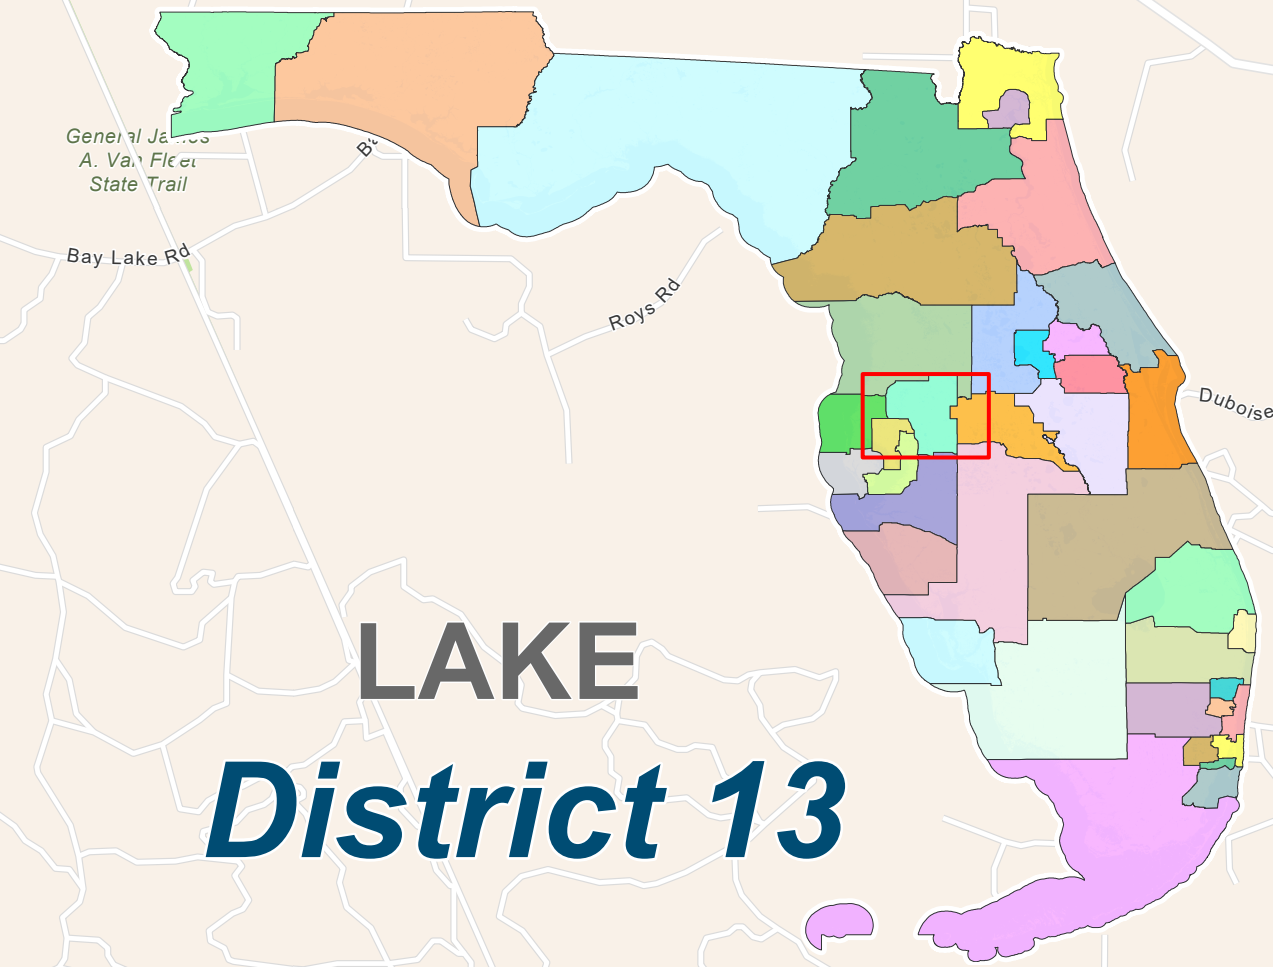 General James
A. Van Fleet
State Trail
Bay Lake Rd
Roys Rd
Duboise
LAKE
District 13